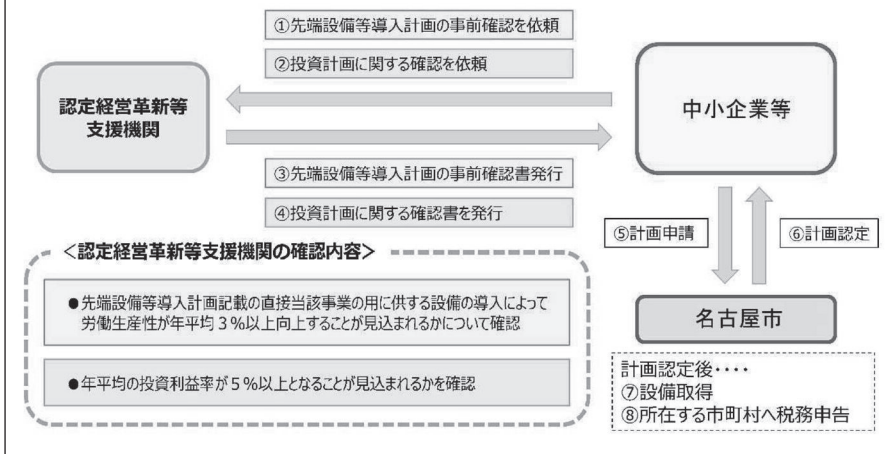 ①先端設備等導入計画の事前確認を依頼
②投資計画に関する確認を依頼
認定経営革新等
支援機関
中小企業等
③先端設備等導入計画の事前確認書発行
④投資計画に関する確認書を発行
⑤計画申請
⑥計画認定
<認定経営革新等支援機関の確認内容>
●先端設備等導入計画記載の直接当該事業の用に供する設備の導入によって
労働生産性が年平均3%以上向上することが見込まれるかについて確認
●年平均の投資利益率が5%以上となることが見込まれるかを確認
名古屋市
計画認定後・・・・
⑦設備取得
⑧所在する市町村へ税務申告